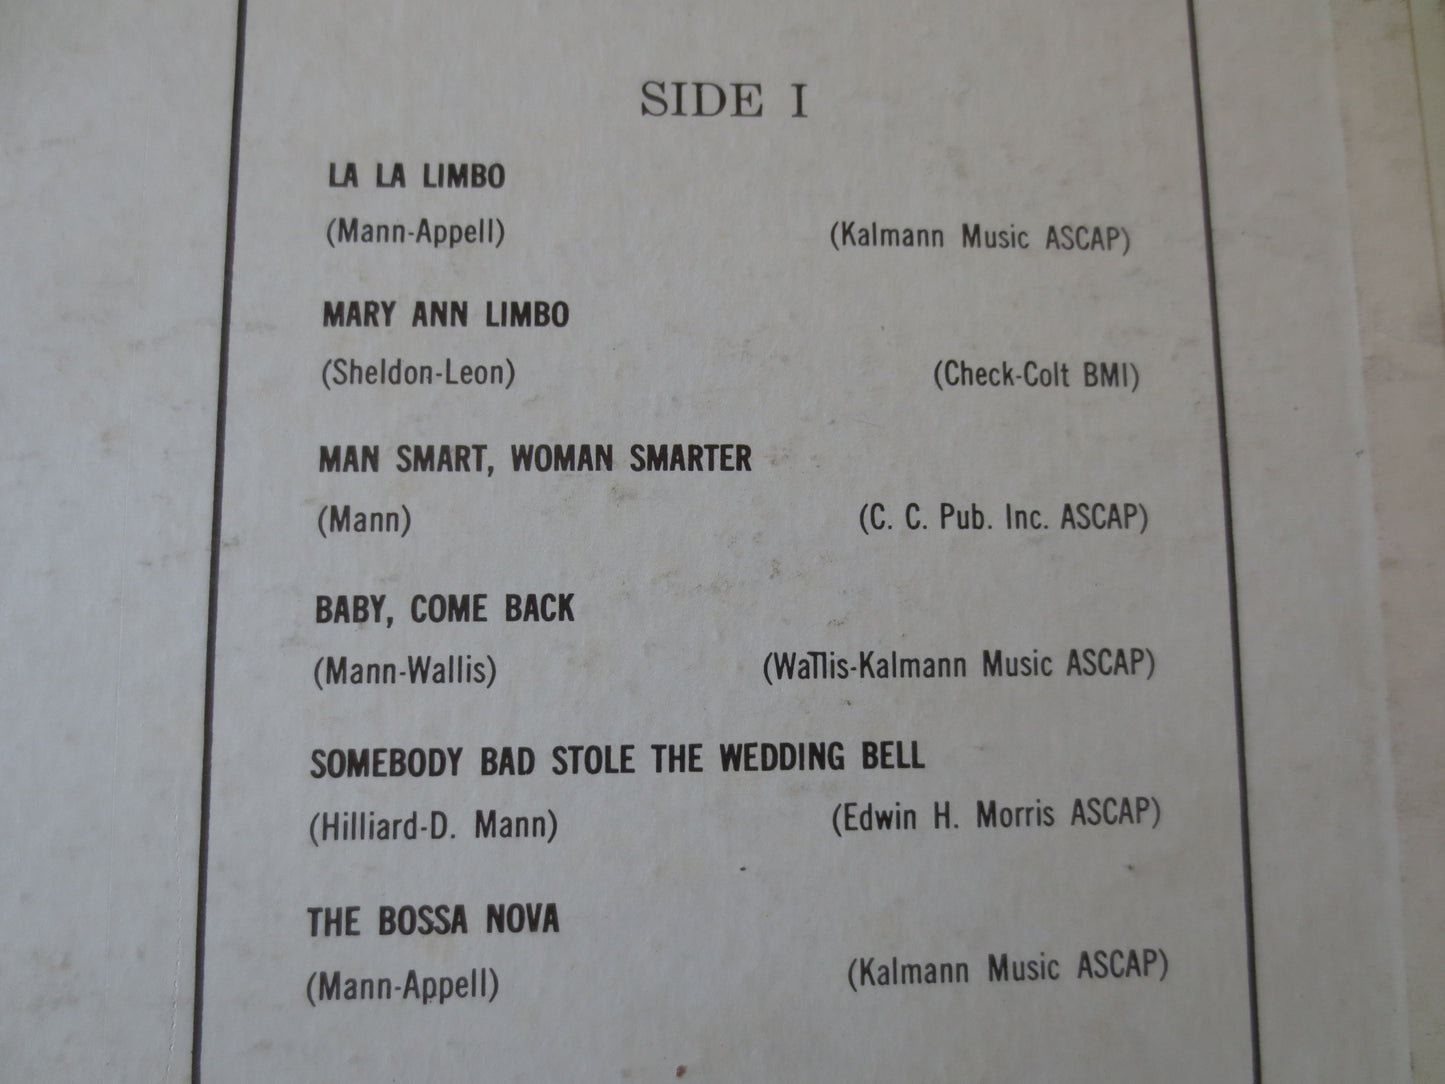 SIDE I
LA LA LIMBO
(Mann-Appell) (Kalmann Music ASCAP)
MARY ANN LIMBO
(Sheldon-Leon) (Check-Colt BMI)
MAN SMART, WOMAN SMARTER
(Mann) (C. C. Pub. Inc. ASCAP)
BABY, COME BACK
(Mann-Wallis) (Wallis-Kalmann Music ASCAP)
SOMEBODY BAD STOLE THE WEDDING BELL
(Hilliard-D. Mann) (Edwin H. Morris ASCAP)
THE BOSSA NOVA
(Mann-Appell) (Kalmann Music ASCAP)